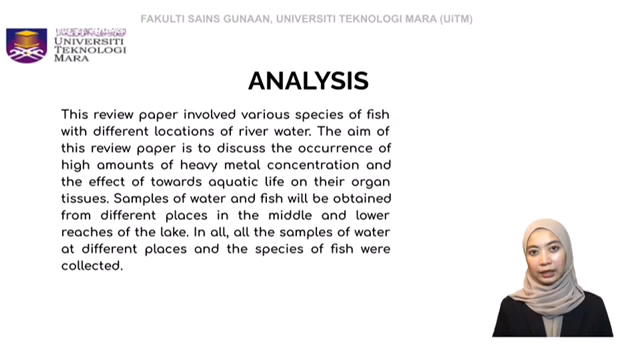 FAKULTI SAINS GUNAAN, UNIVERSITI TEKNOLOGI MARA (UiTM)
UNIVERSITI
TEKNOLOGI
MARA
ANALYSIS
This review paper involved various species of fish
with different locations of river water. The aim of
this review paper is to discuss the occurrence of
high amounts of heavy metal concentration and
the effect of towards aquatic life on their organ
tissues. Samples of water and fish will be obtained
from different places in the middle and lower
reaches of the lake. In all, all the samples of water
at different places and the species of fish were
collected.